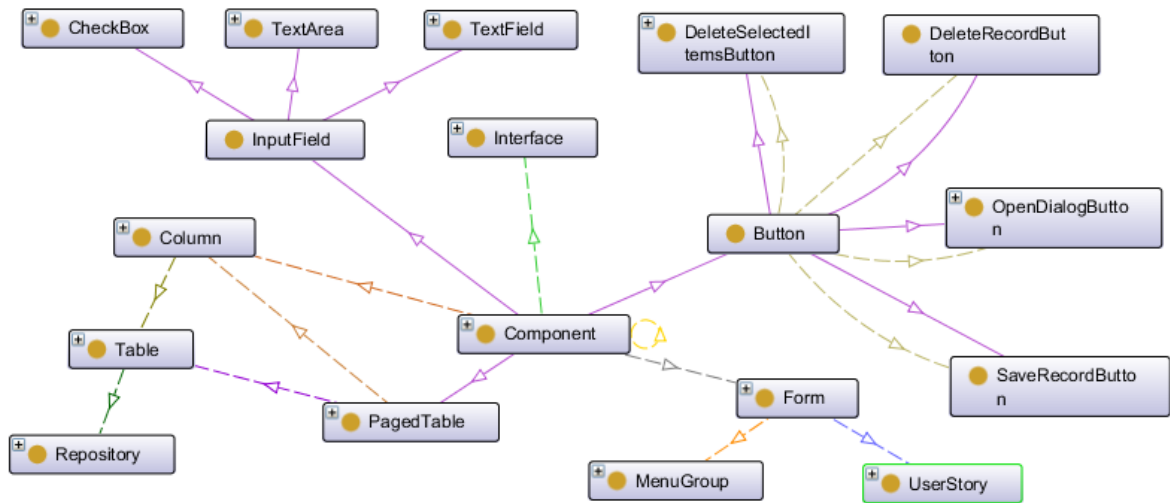 CheckBox
TextArea
TextField
DeleteSelectedI
temsButton
DeleteRecordBut
ton
InputField
Interface
OpenDialogButto
n
Column
Button
Component
Table
SaveRecordButto
n
PagedTable
Form
Repository
MenuGroup
UserStory